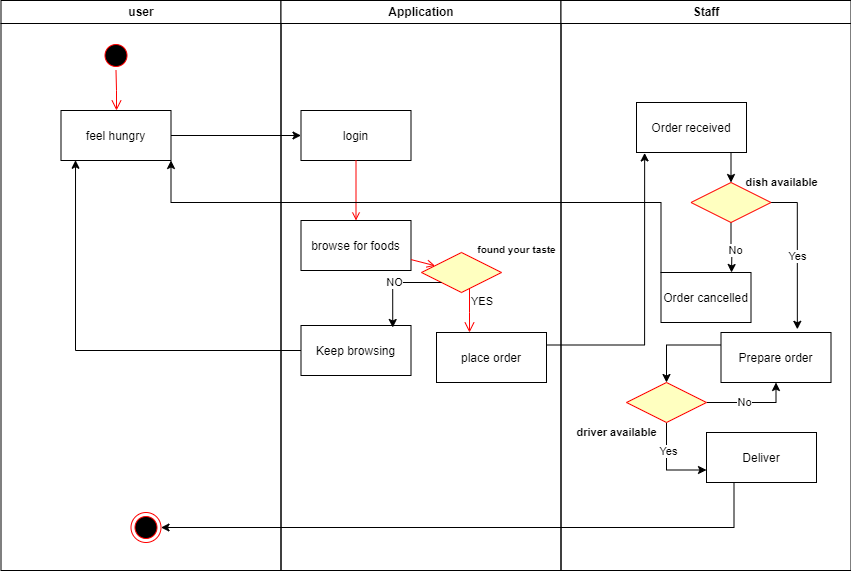 user
Application
Staff
feel hungry
login
Order received
dish available
browse for foods
found your taste
No
Yes
NO
YES
Order cancelled
Keep browsing
place order
Prepare order
No
driver available
Yes
Deliver